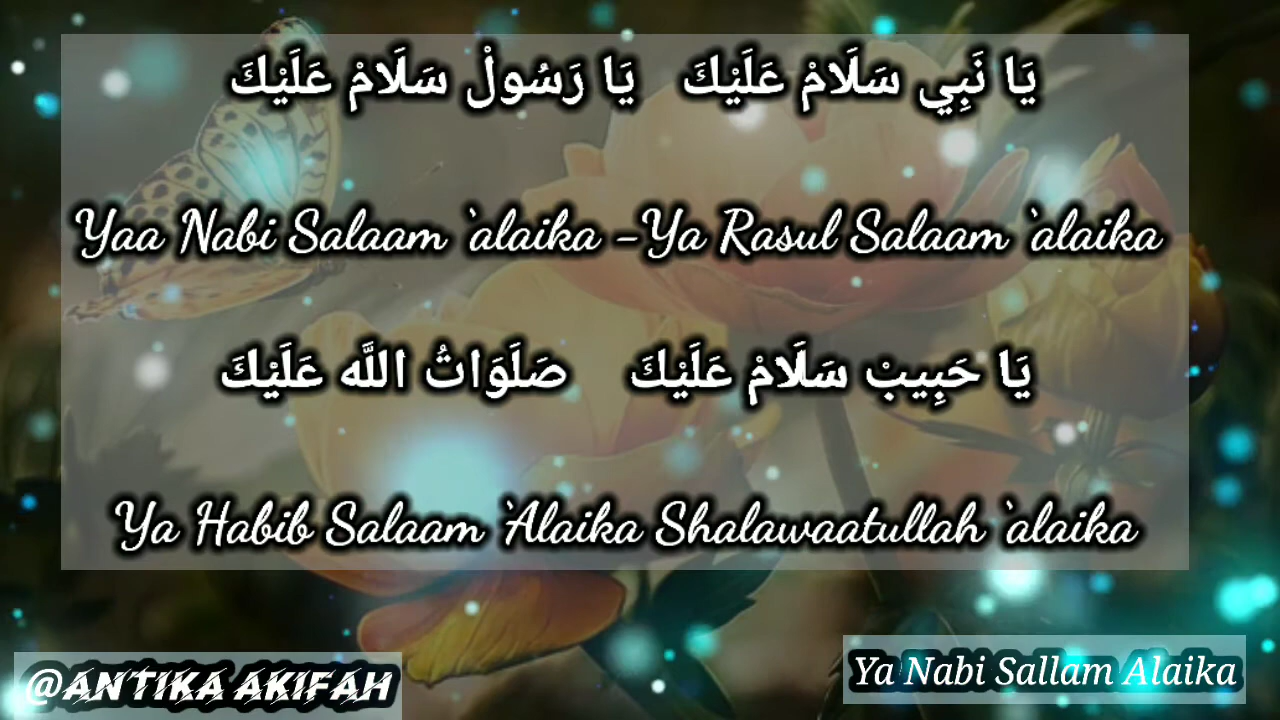 يَا نَبِي سَلَامْ عَلَيْكَ يَا رَسُولْ سَلَامْ عَلَيْكَ
Yaa Nabi Salaam `alaika -Ya Rasul Salaam `alaika
يَا حَبِيبْ سَلَامْ عَلَيْكَ صَلَوَاتُ اللَّه عَلَيْكَ
Ya Habib Salaam `Alaika Shalawaatullah `alaika
@ANTIKA AKIFAH
Ya Nabi Sallam Alaika